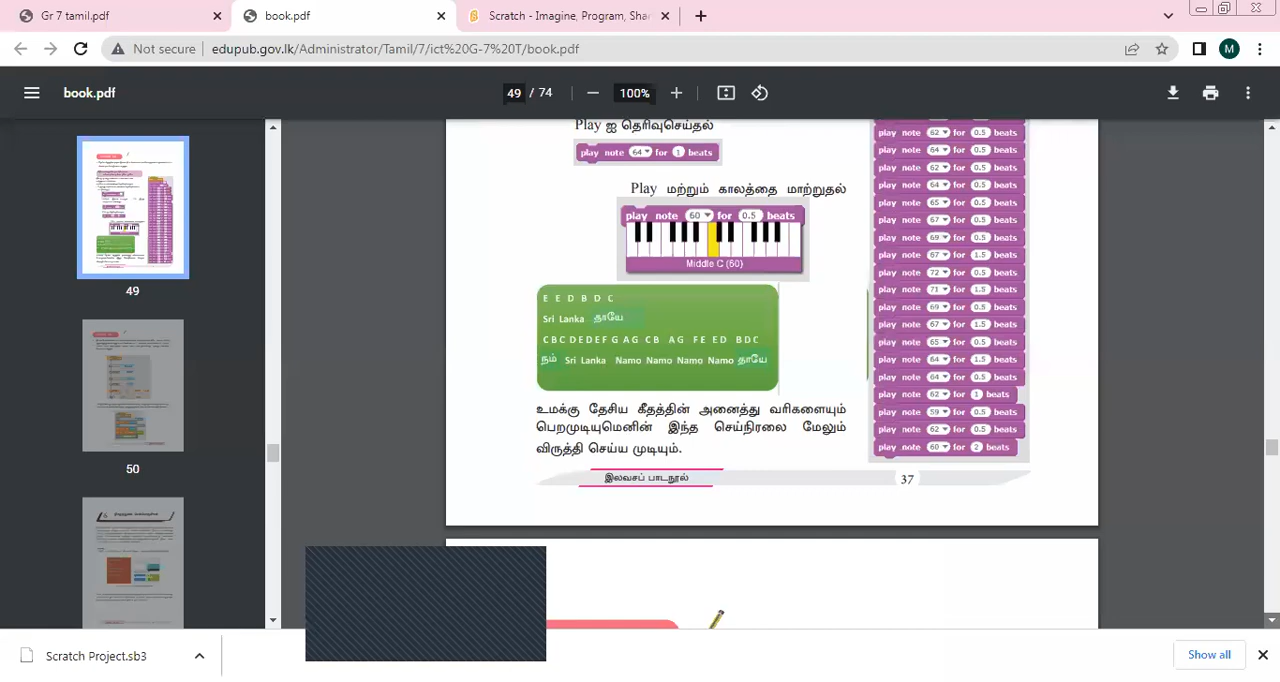 Gr 7 tamil.pdf
book.pdf
Scratch - Imagine, Program, Sha
Not secure
edupub.gov.lk/Administrator/Tamil/7/ict%20G-7%20T/book.pdf
M
book.pdf
49 / 74
100%
49
50
Play ஐ தெரிவுசெய்தல்
play note 64 for 1 beats
Play மற்றும் காலத்தை மாற்றுதல்
play note 60 for 0.5 beats
Middle C (60)
E E D B D C
Sri Lanka தாயே
C B C D E D E F G A G C B A G F E E D B D C
நம் Sri Lanka Namo Namo Namo Namo தாயே
உமக்கு தேசிய கீதத்தின் அனைத்து வரிகளையும்
பெறமுடியுமெனின் இந்த செய்நிரலை மேலும்
விருத்தி செய்ய முடியும்.
play note 62 for 0.5 beats
play note 64 for 0.5 beats
play note 62 for 0.5 beats
play note 64 for 0.5 beats
play note 65 for 0.5 beats
play note 67 for 0.5 beats
play note 69 for 0.5 beats
play note 67 for 1.5 beats
play note 72 for 0.5 beats
play note 71 for 1.5 beats
play note 69 for 0.5 beats
play note 67 for 1.5 beats
play note 65 for 0.5 beats
play note 64 for 1.5 beats
play note 64 for 0.5 beats
play note 62 for 1 beats
play note 59 for 0.5 beats
play note 62 for 0.5 beats
play note 60 for 2 beats
இலவசப் பாடநூல்
37
Scratch Project.sb3
Show all